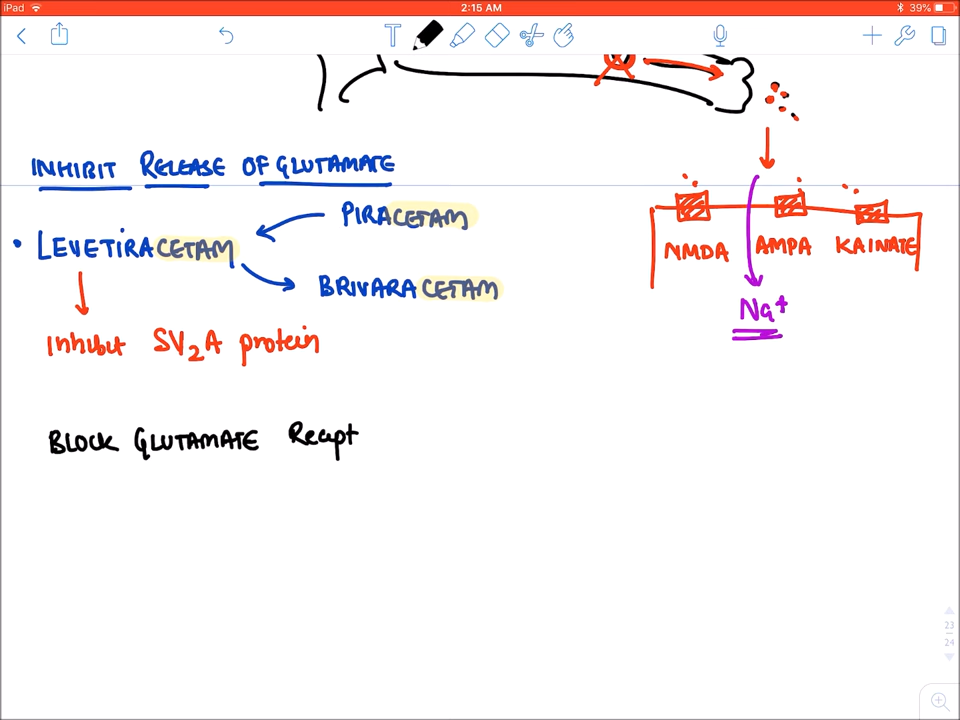 iPad 2:15 AM 39%
T
INHIBIT RELEASE OF GLUTAMATE
PIRACETAM
• LEVETIRACETAM
BRIVARACETAM
Inhibit SV2A protein
NMDA AMPA KAINATE
Na+
BLOCK GLUTAMATE Recept
23
24